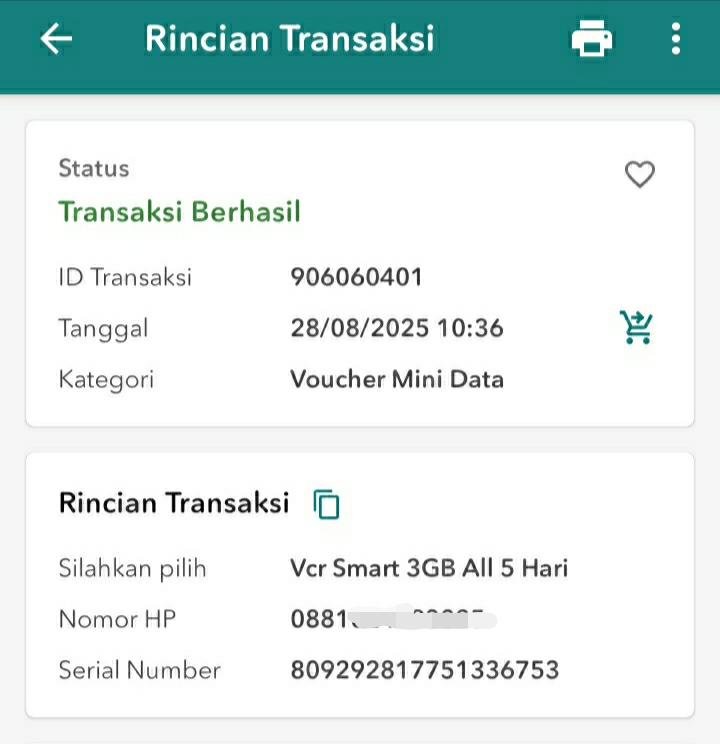 Rincian Transaksi
Status
Transaksi Berhasil
ID Transaksi 906060401
Tanggal 28/08/2025 10:36
Kategori Voucher Mini Data
Rincian Transaksi
Silahkan pilih Vcr Smart 3GB All 5 Hari
Nomor HP 0881
Serial Number 809292817751336753